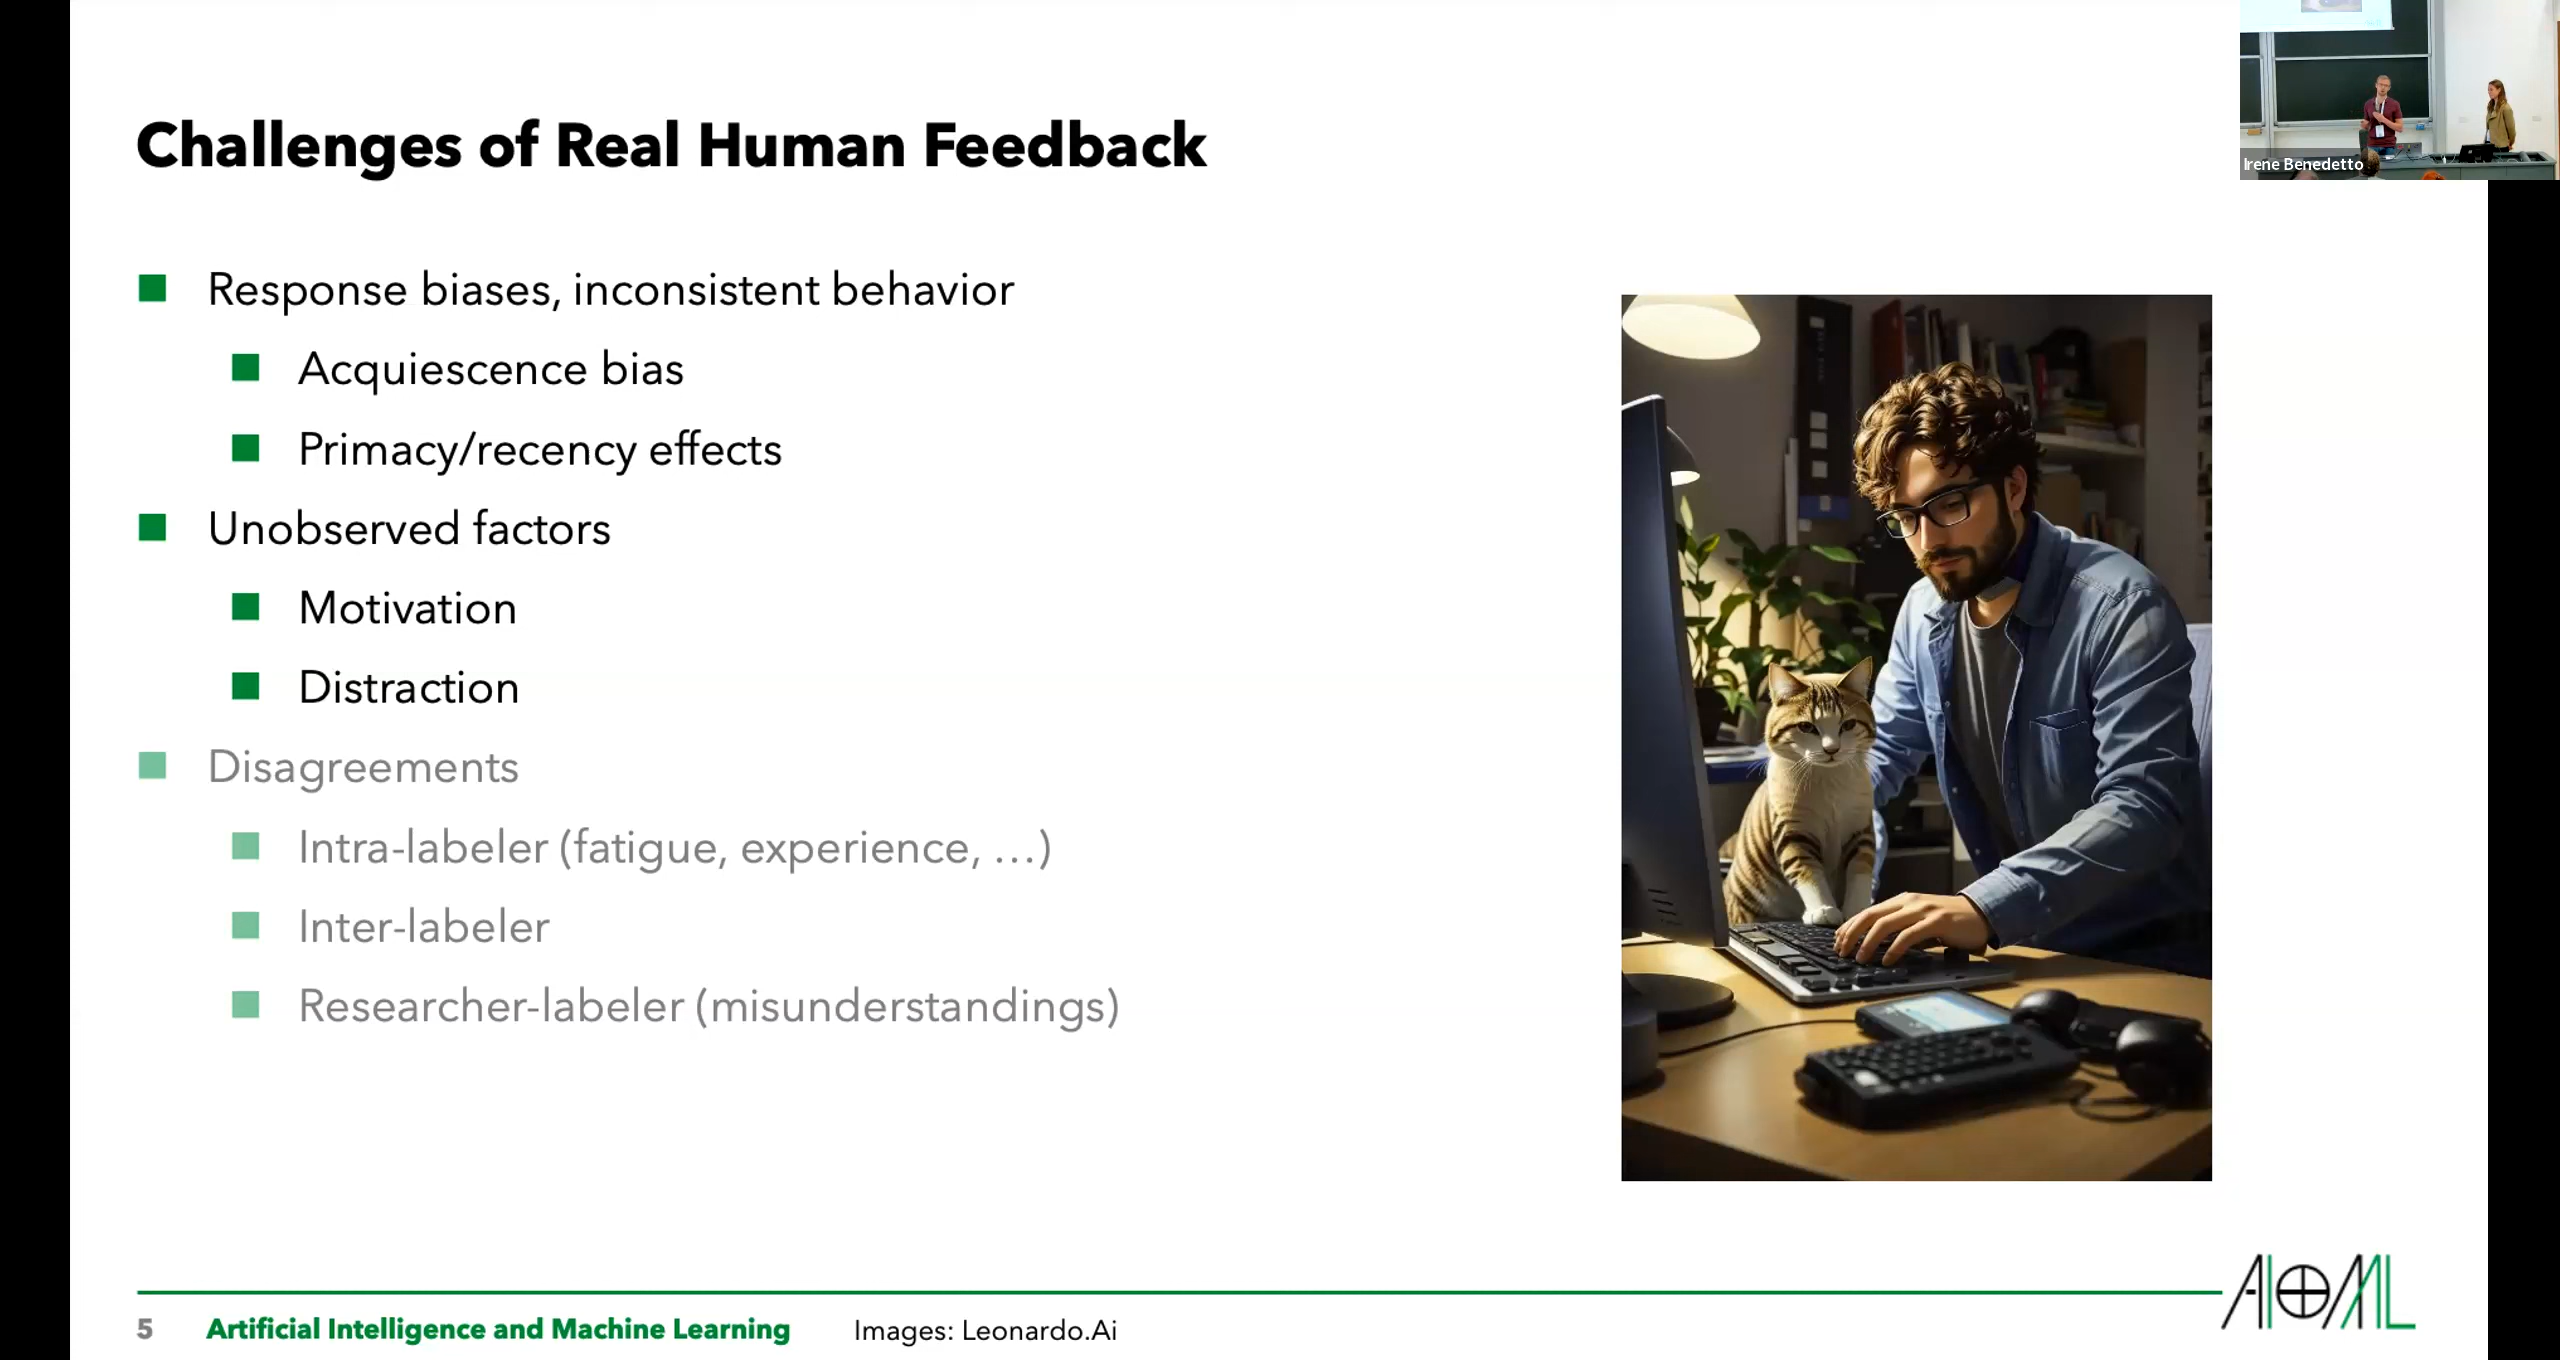 Challenges of Real Human Feedback
Irene Benedetto
Response biases, inconsistent behavior
Acquiescence bias
Primacy/recency effects
Unobserved factors
Motivation
Distraction
Disagreements
Intra-labeler (fatigue, experience, …)
Inter-labeler
Researcher-labeler (misunderstandings)
5 Artificial Intelligence and Machine Learning Images: Leonardo.Ai
AIML